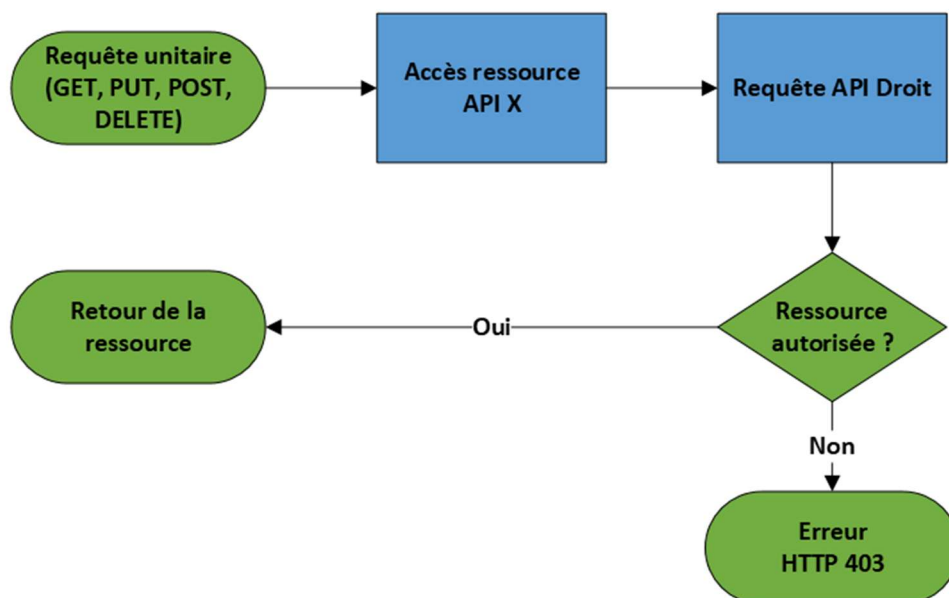 Requête unitaire
(GET, PUT, POST,
DELETE)
Accès ressource
API X
Requête API Droit
Ressource
autorisée ?
Oui
Retour de la
ressource
Non
Erreur
HTTP 403